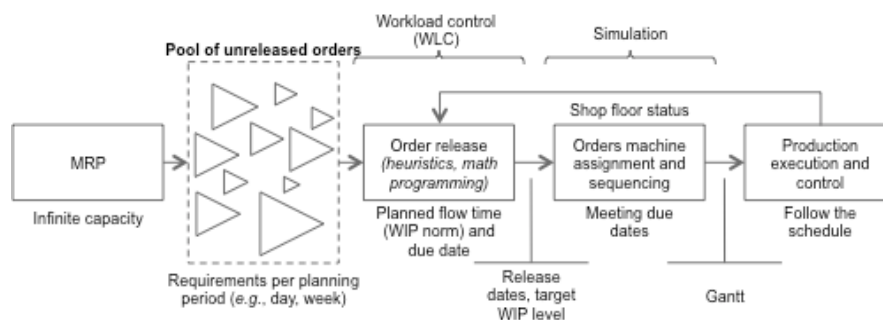 Workload control
(WLC)
Simulation
Pool of unreleased orders
Shop floor status
MRP
Order release
(heuristics, math
programming)
Orders machine
assignment and
sequencing
Production
execution and
control
Infinite capacity
Planned flow time
(WIP norm) and
due date
Meeting due
dates
Follow the
schedule
Requirements per planning
period (e.g., day, week)
Release
dates, target
WIP level
Gantt